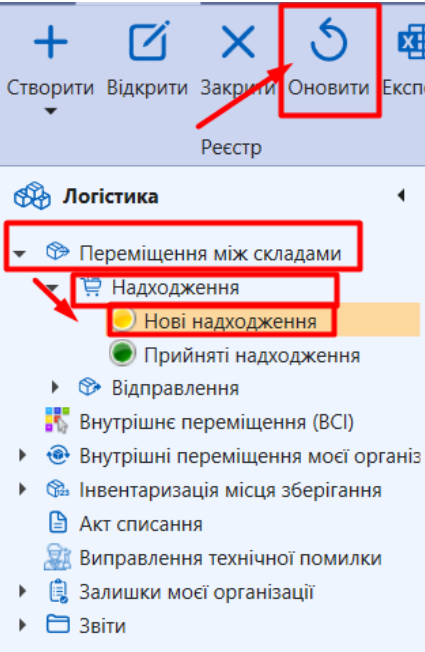 Створити Відкрити Закрити Оновити Експ
Реєстр
Логістика
Переміщення між складами
Надходження
Нові надходження
Прийняті надходження
Відправлення
Внутрішнє переміщення (ВСІ)
Внутрішні переміщення моєї організ
Інвентаризація місця зберігання
Акт списання
Виправлення технічної помилки
Залишки моєї організації
Звіти